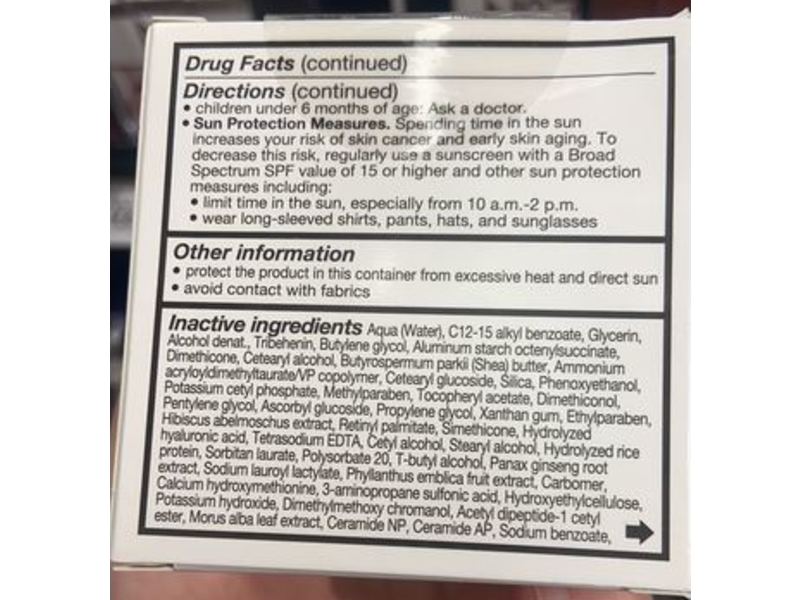 Drug Facts (continued)
Directions (continued)
• children under 6 months of age: Ask a doctor.
• Sun Protection Measures. Spending time in the sun
increases your risk of skin cancer and early skin aging. To
decrease this risk, regularly use a sunscreen with a Broad
Spectrum SPF value of 15 or higher and other sun protection
measures including:
• limit time in the sun, especially from 10 a.m.-2 p.m.
• wear long-sleeved shirts, pants, hats, and sunglasses
Other information
• protect the product in this container from excessive heat and direct sun
• avoid contact with fabrics
Inactive ingredients Aqua (Water), C12-15 alkyl benzoate, Glycerin,
Alcohol denat., Tribehenin, Butylene glycol, Aluminum starch octenylsuccinate,
Dimethicone, Cetearyl alcohol, Butyrospermum parkii (Shea) butter, Ammonium
acryloyldimethyltaurate/VP copolymer, Cetearyl glucoside, Silica, Phenoxyethanol,
Potassium cetyl phosphate, Methylparaben, Tocopheryl acetate, Dimethiconol,
Pentylene glycol, Ascorbyl glucoside, Propylene glycol, Xanthan gum, Ethylparaben,
Hibiscus abelmoschus extract, Retinyl palmitate, Simethicone, Hydrolyzed
hyaluronic acid, Tetrasodium EDTA, Cetyl alcohol, Stearyl alcohol, Hydrolyzed rice
protein, Sorbitan laurate, Polysorbate 20, T-butyl alcohol, Panax ginseng root
extract, Sodium lauroyl lactylate, Phyllanthus emblica fruit extract, Carbomer,
Calcium hydroxymethionine, 3-aminopropane sulfonic acid, Hydroxyethylcellulose,
Potassium hydroxide, Dimethylmethoxy chromanol, Acetyl dipeptide-1 cetyl
ester, Morus alba leaf extract, Ceramide NP, Ceramide AP, Sodium benzoate,